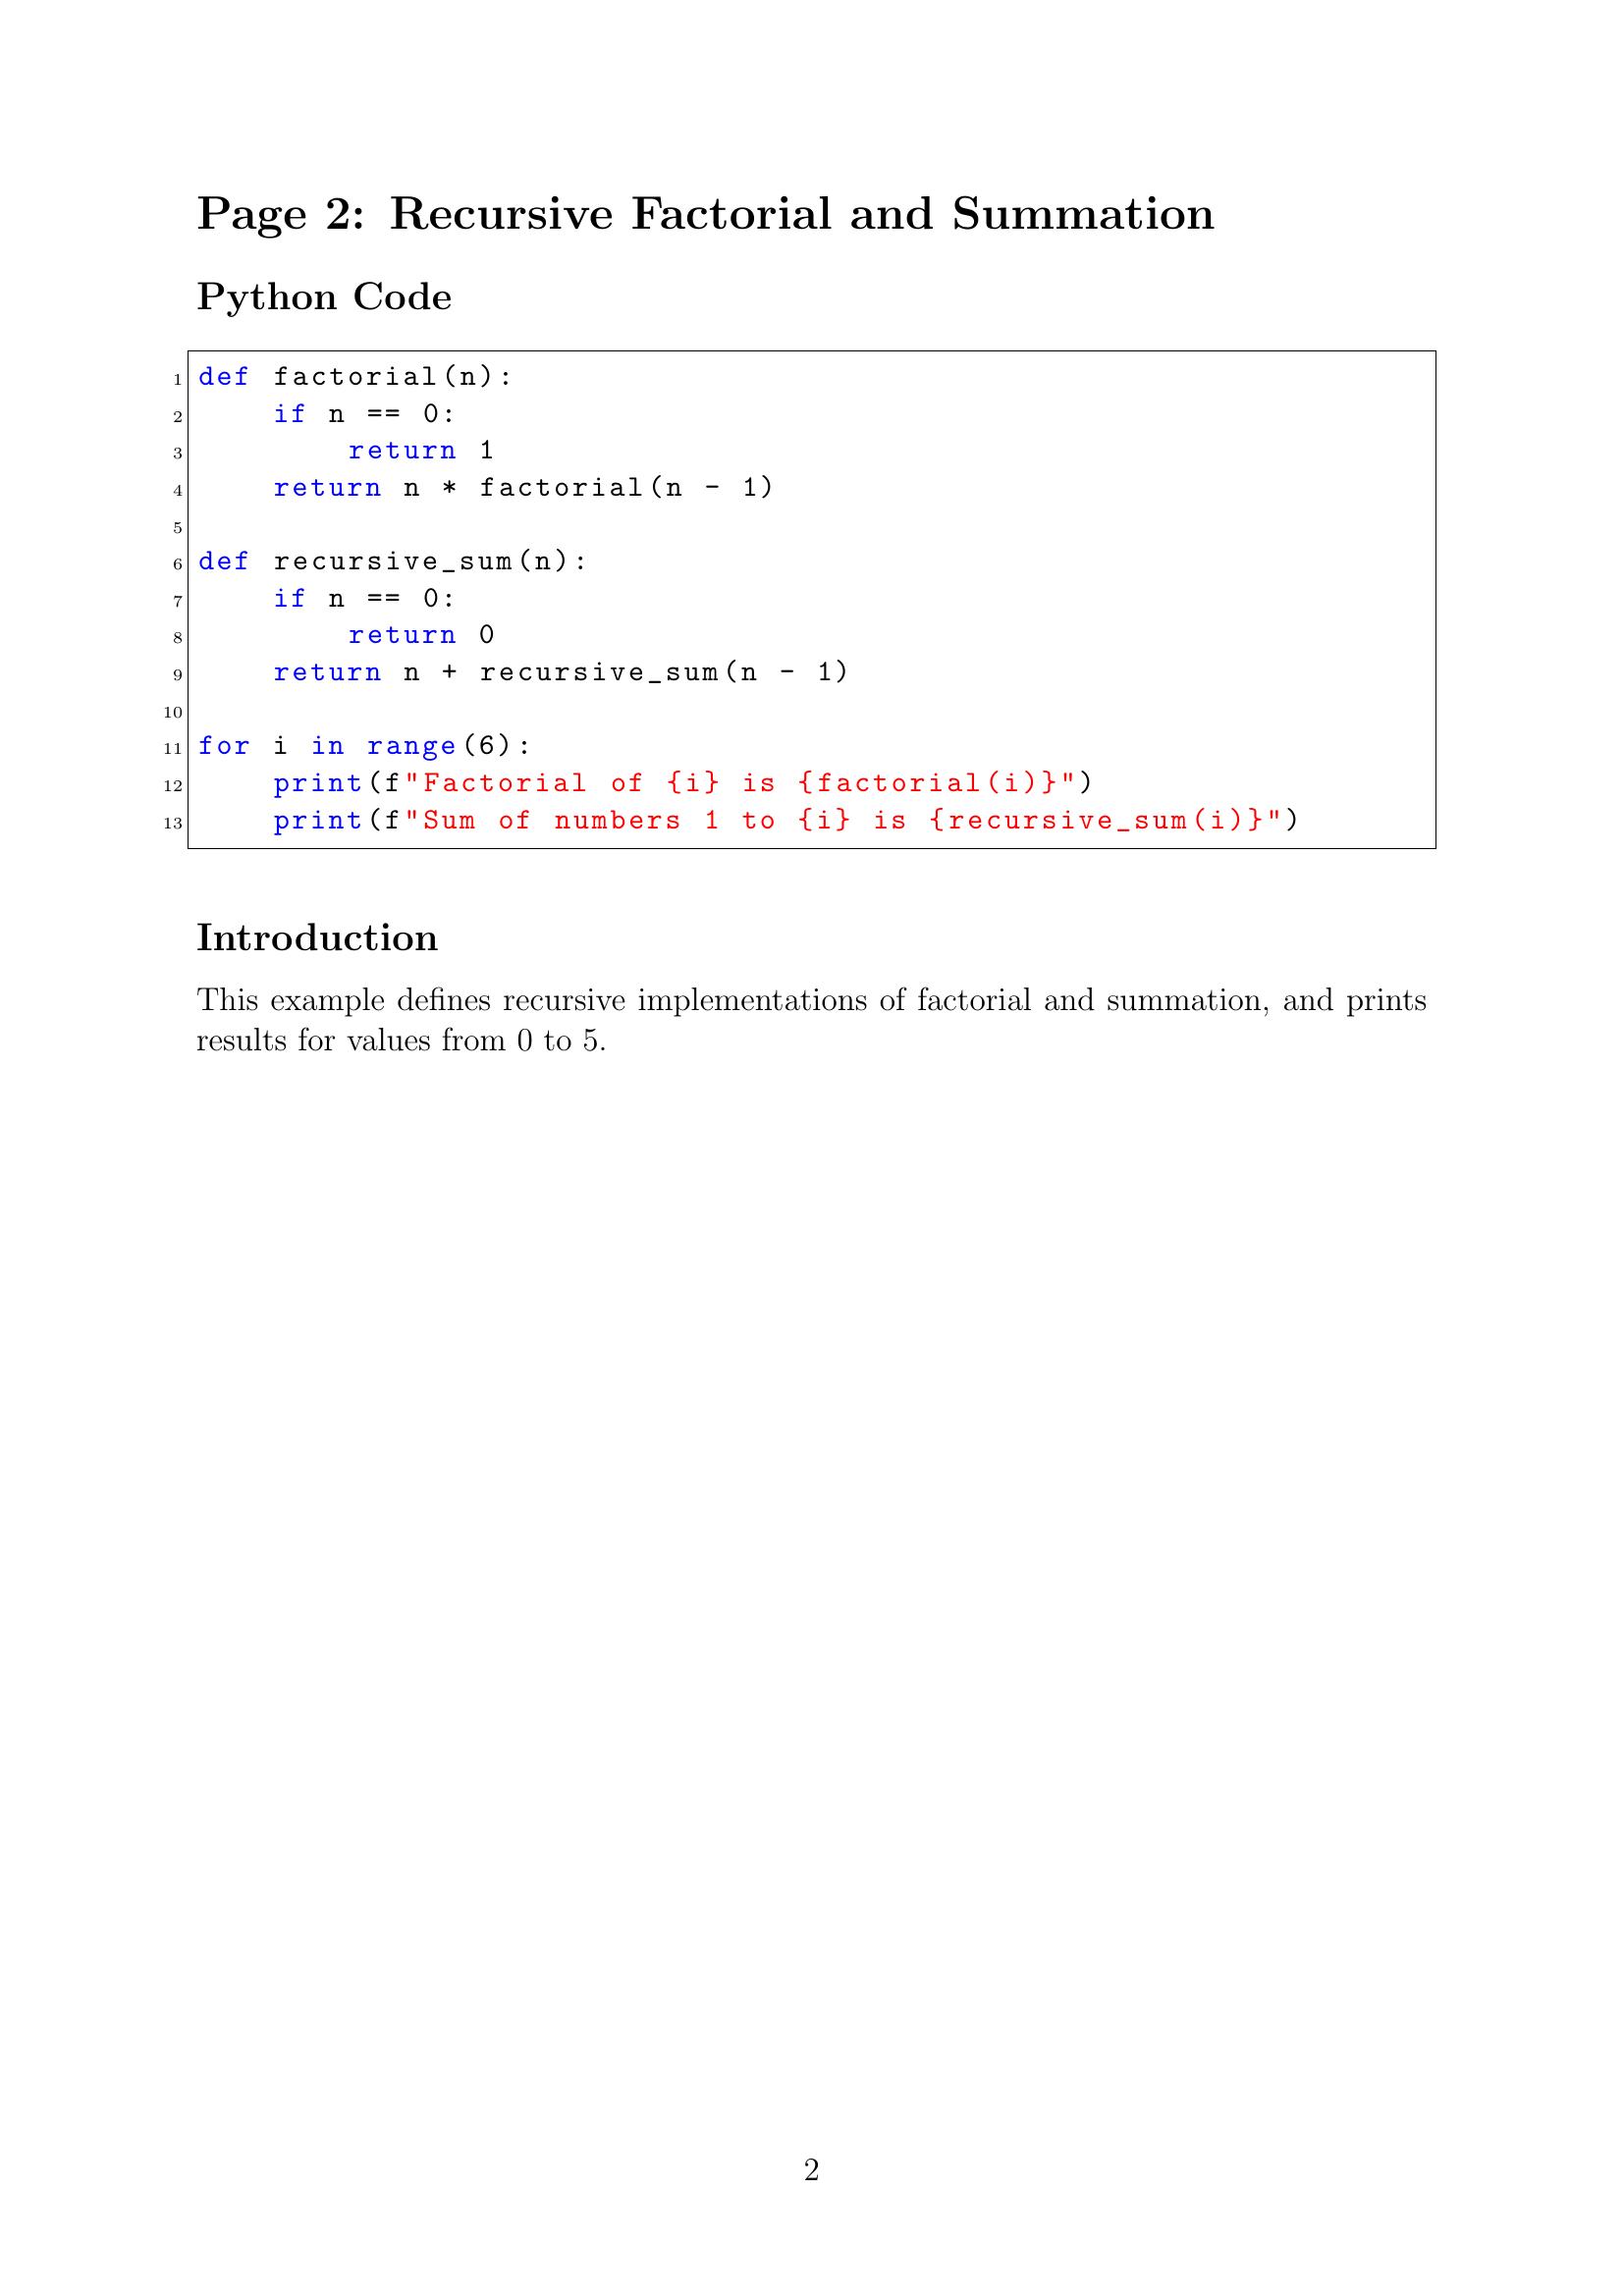 Page 2: Recursive Factorial and Summation
Python Code
1 def factorial(n):
2     if n == 0:
3         return 1
4     return n * factorial(n - 1)
5
6 def recursive_sum(n):
7     if n == 0:
8         return 0
9     return n + recursive_sum(n - 1)
10
11 for i in range(6):
12     print(f"Factorial of {i} is {factorial(i)}")
13     print(f"Sum of numbers 1 to {i} is {recursive_sum(i)}")
Introduction
This example defines recursive implementations of factorial and summation, and prints
results for values from 0 to 5.
2